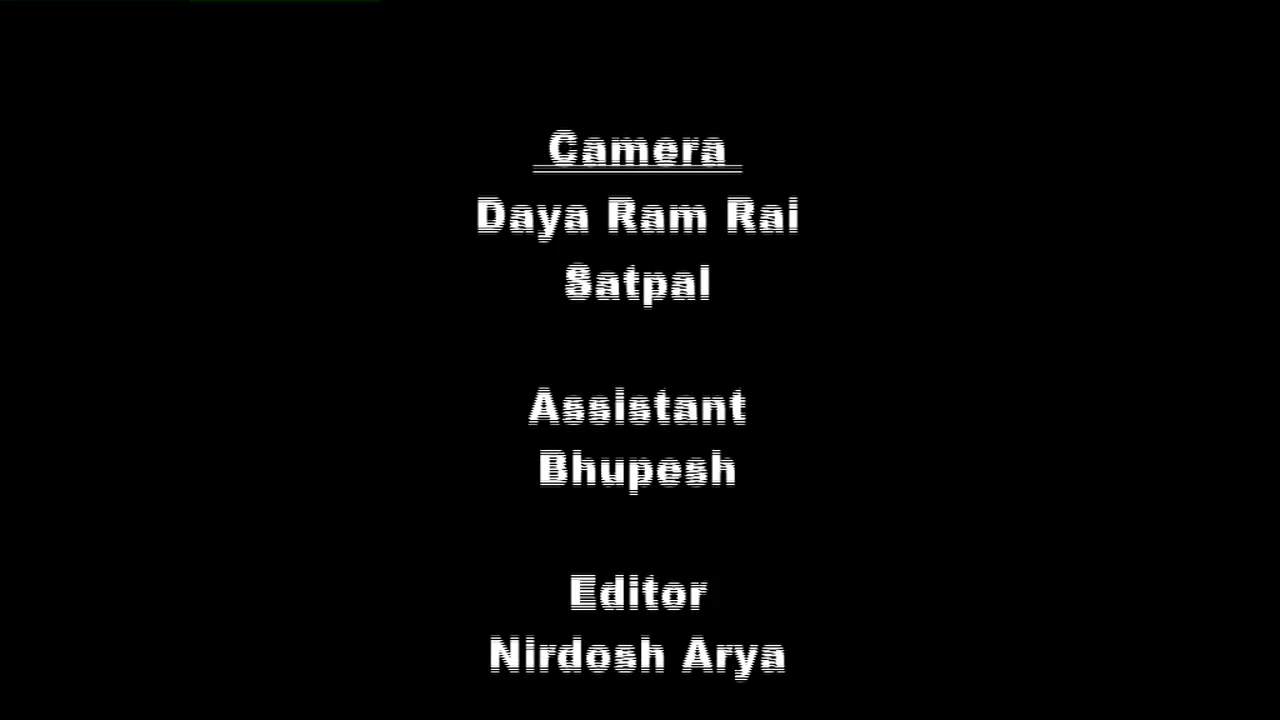 Camera
Daya Ram Rai
Satpal
Assistant
Bhupesh
Editor
Nirdosh Arya